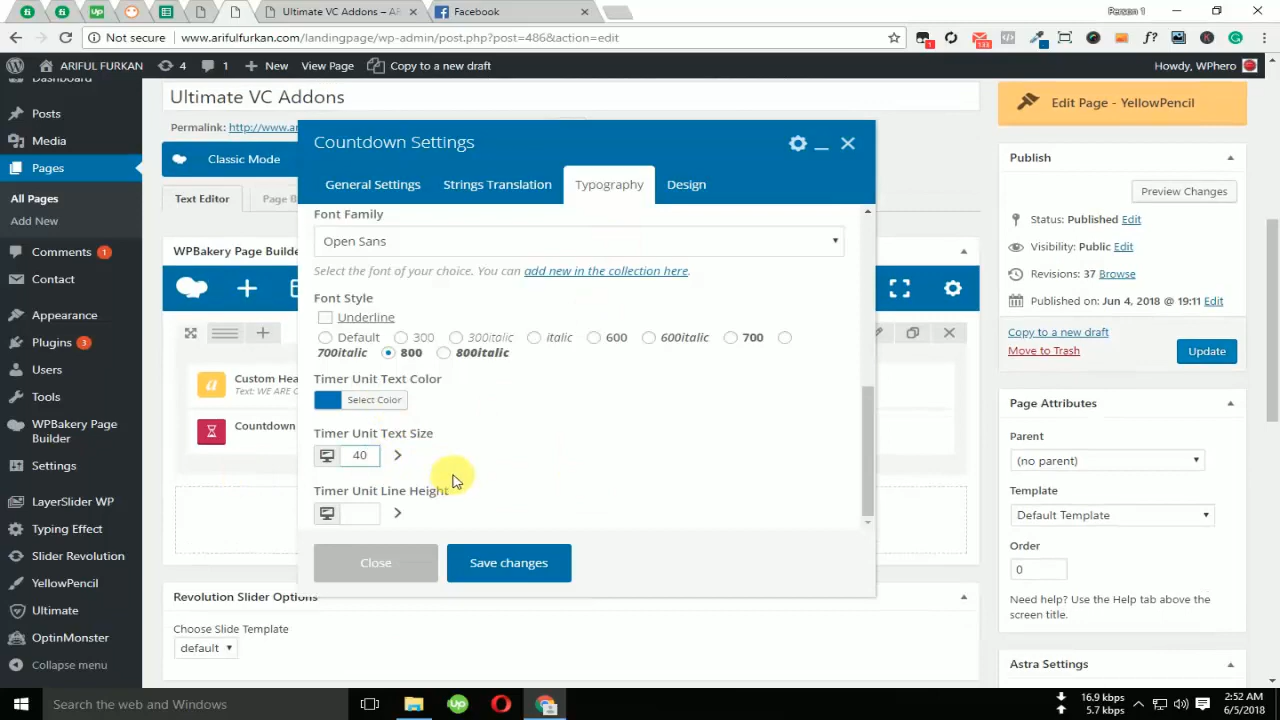 Ultimate VC Addons – AR
Facebook
Person 1
Not secure
www.arifulfurkan.com/landingpage/wp-admin/post.php?post=486&action=edit
1
133
ARIFUL FURKAN
4
1
New
View Page
Copy to a new draft
Howdy, WPhero
Dashboard
Posts
Media
Pages
All Pages
Add New
Comments 1
Contact
Appearance
Plugins 3
Users
Tools
WPBakery Page
Builder
Settings
LayerSlider WP
Typing Effect
Slider Revolution
YellowPencil
Ultimate
OptinMonster
Collapse menu
Ultimate VC Addons
Permalink: http://www.ar
Classic Mode
Text Editor
Page B
WPBakery Page Builder
Custom Hea
Text: WE ARE C
Countdown
Revolution Slider Options
Choose Slide Template
default
Countdown Settings
General Settings
Strings Translation
Typography
Design
Font Family
Open Sans
Select the font of your choice. You can add new in the collection here.
Font Style
Underline
Default 300 300italic italic 600 600italic 700
700italic 800 800italic
Timer Unit Text Color
Select Color
Timer Unit Text Size
40
Timer Unit Line Height
Close
Save changes
Edit Page - YellowPencil
Publish
Preview Changes
Status: Published Edit
Visibility: Public Edit
Revisions: 37 Browse
Published on: Jun 4, 2018 @ 19:11 Edit
Copy to a new draft
Move to Trash
Update
Page Attributes
Parent
(no parent)
Template
Default Template
Order
0
Need help? Use the Help tab above the
screen title.
Astra Settings
Search the web and Windows
16.9 kbps
5.7 kbps
2:52 AM
6/5/2018